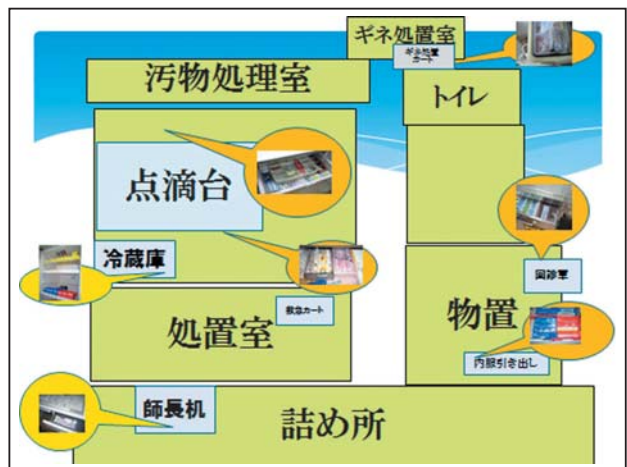 ギネ処置室
ギネ処置
カート
汚物処理室
トイレ
点滴台
冷蔵庫
回診車
救急カート
処置室
物置
内服引き出し
師長机
詰め所